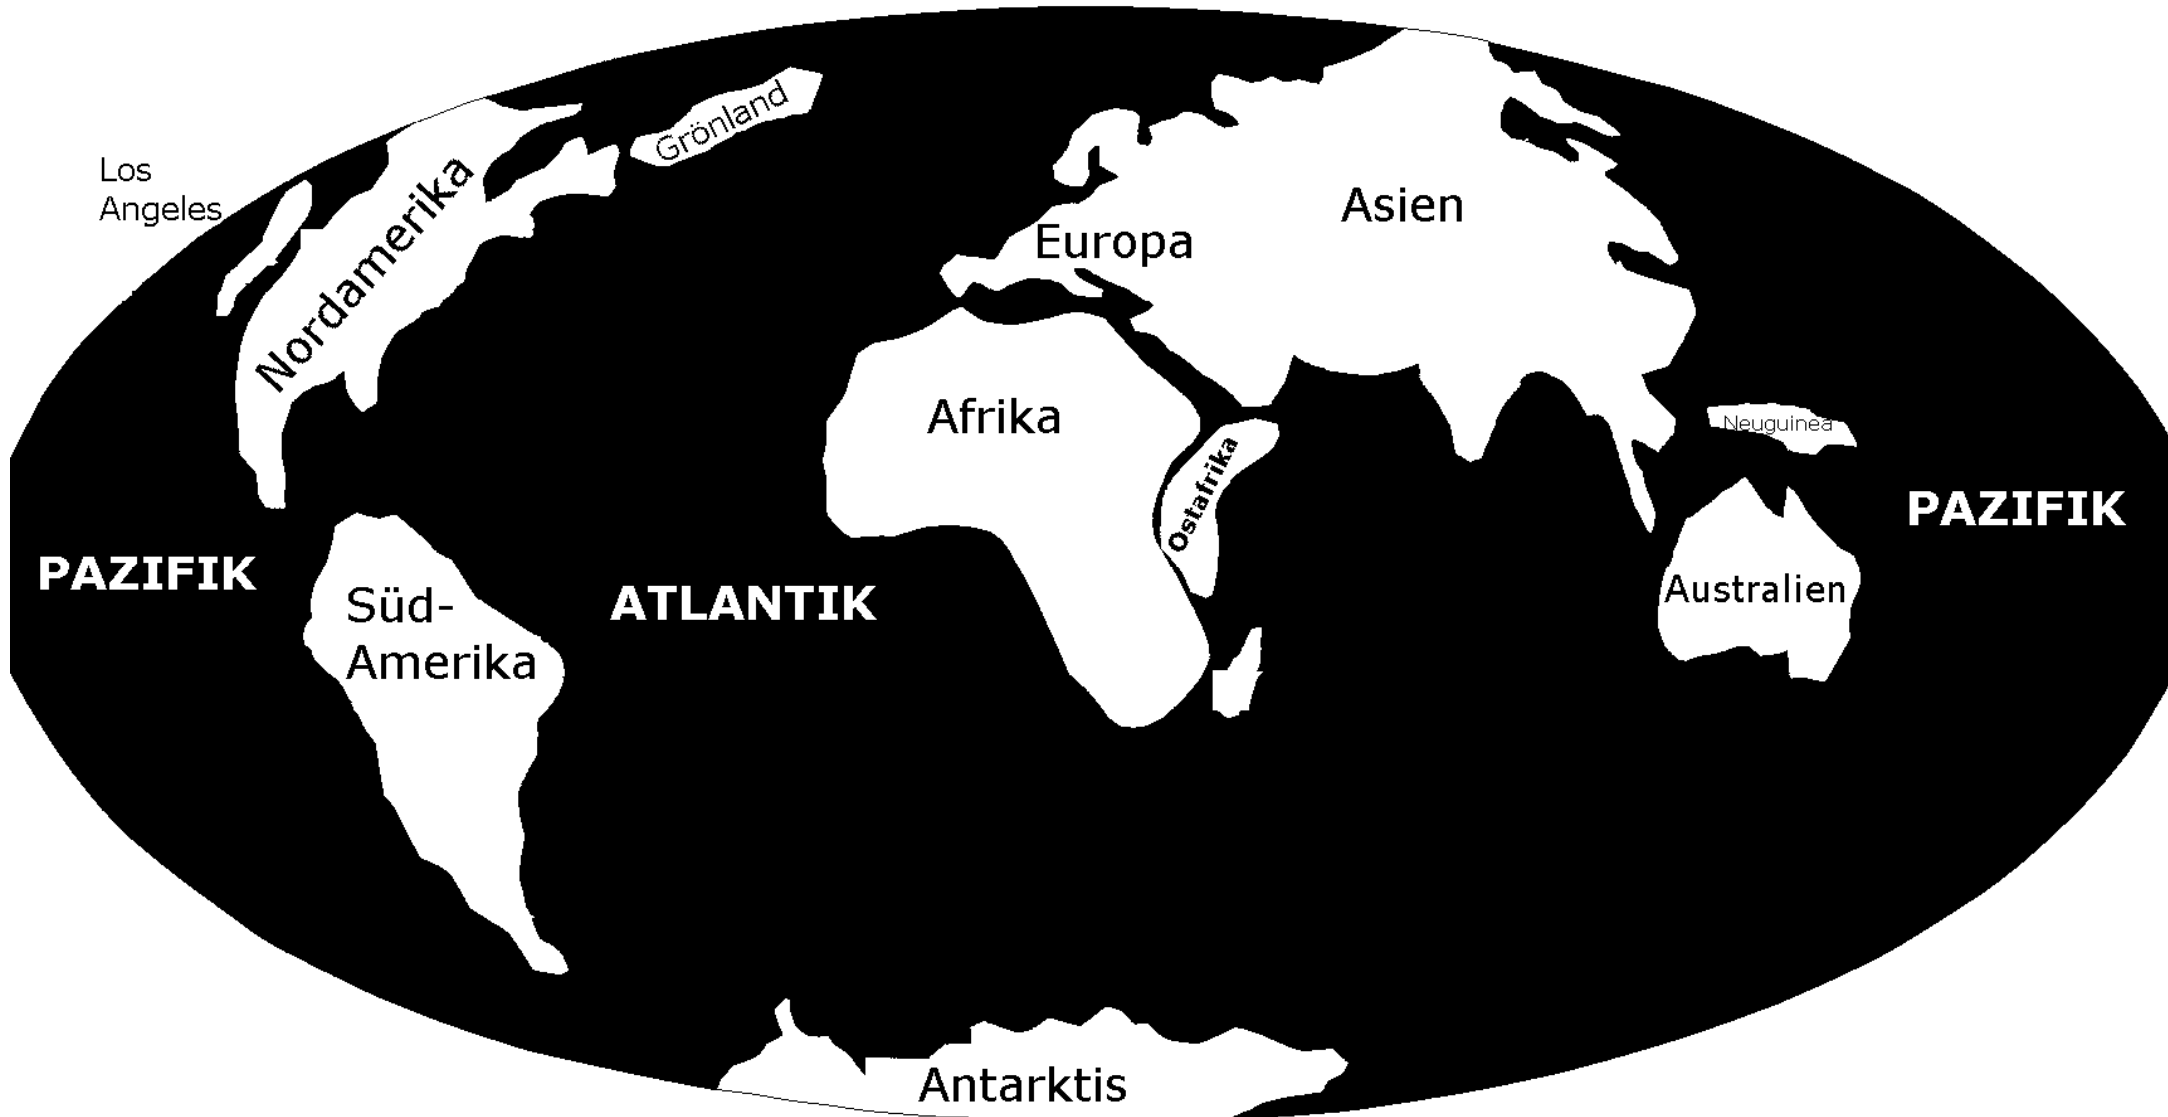 Grönland
Los
Angeles
Nordamerika
Europa
Asien
Afrika
Ostafrika
Neuguinea
PAZIFIK
PAZIFIK
Süd-
Amerika
ATLANTIK
Australien
Antarktis